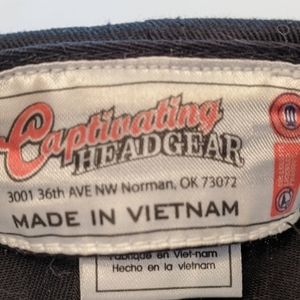 Captivating
HEADGEAR
3001 36th AVE NW Norman, OK 73072
MADE IN VIETNAM
Fabriqué en Viet-nam
Hecho en la vietnam